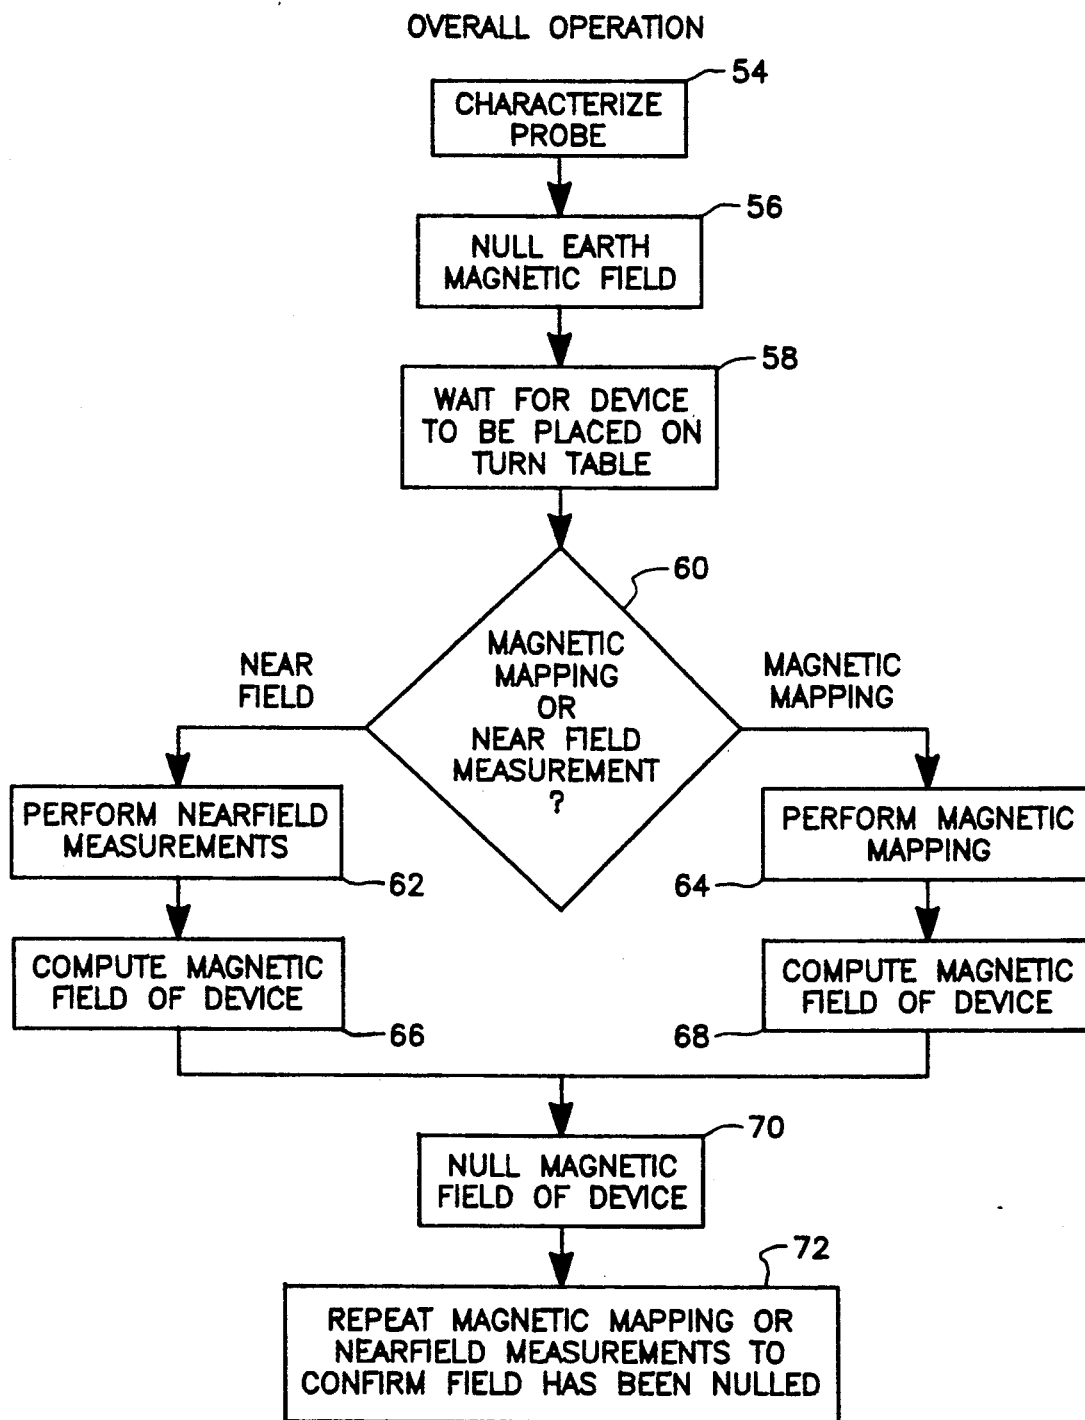 OVERALL OPERATION
54
CHARACTERIZE
PROBE
56
NULL EARTH
MAGNETIC FIELD
58
WAIT FOR DEVICE
TO BE PLACED ON
TURN TABLE
60
MAGNETIC
MAPPING
OR
NEAR FIELD
MEASUREMENT
?
NEAR
FIELD
MAGNETIC
MAPPING
PERFORM NEARFIELD
MEASUREMENTS
62
PERFORM MAGNETIC
MAPPING
64
COMPUTE MAGNETIC
FIELD OF DEVICE
66
COMPUTE MAGNETIC
FIELD OF DEVICE
68
70
NULL MAGNETIC
FIELD OF DEVICE
72
REPEAT MAGNETIC MAPPING OR
NEARFIELD MEASUREMENTS TO
CONFIRM FIELD HAS BEEN NULLED